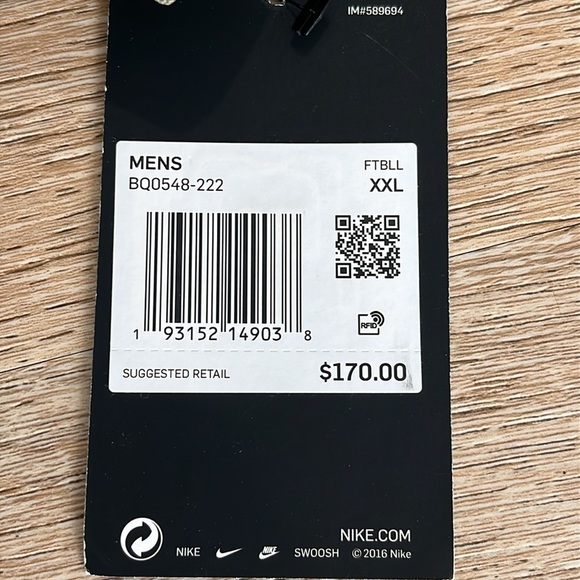 IM#589694
MENS FTBLL
BQ0548-222 XXL
1 93152 14903 8
RFID
SUGGESTED RETAIL $170.00
NIKE.COM
NIKE NIKE SWOOSH © 2016 Nike